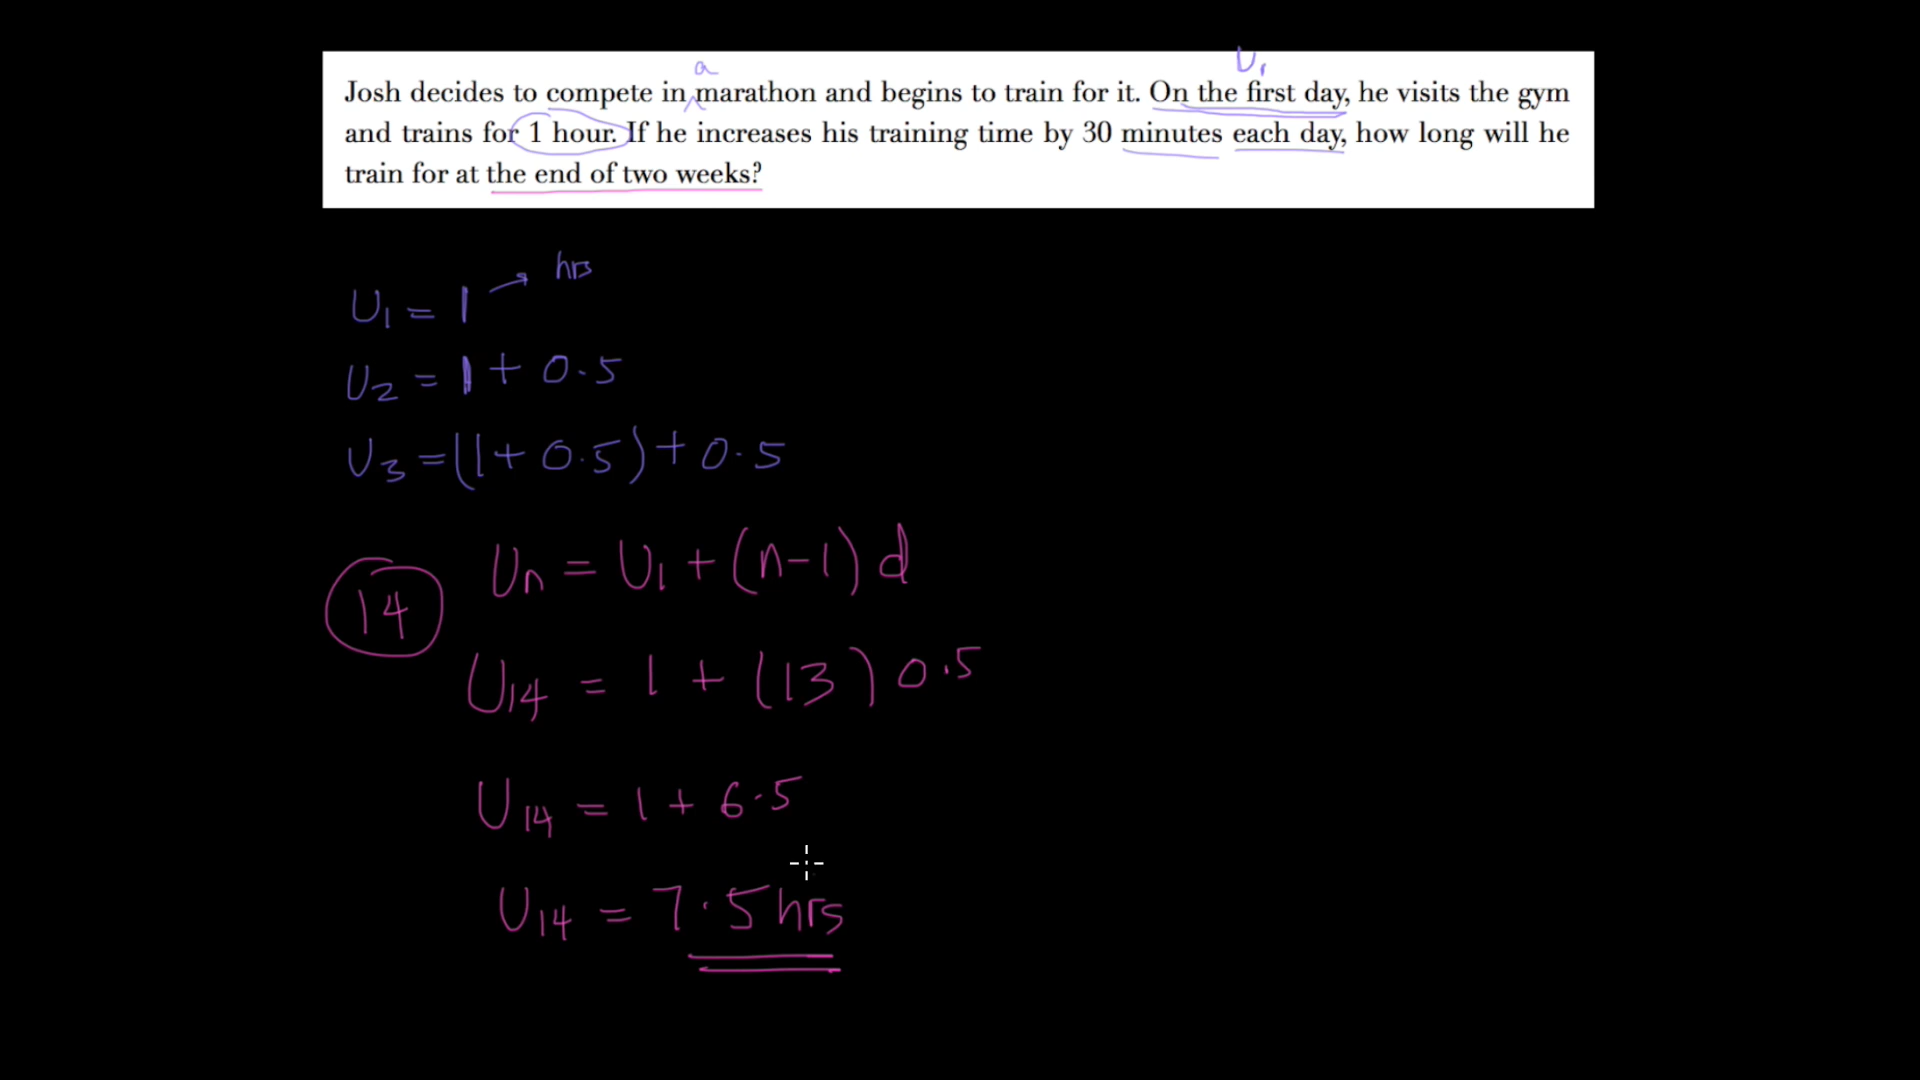 a
U₁
Josh decides to compete in marathon and begins to train for it. On the first day, he visits the gym
and trains for 1 hour. If he increases his training time by 30 minutes each day, how long will he
train for at the end of two weeks?
U₁ = 1 → hrs
U₂ = 1 + 0.5
U₃ = (1 + 0.5) + 0.5
Uₙ = U₁ + (n-1) d
14
U₁₄ = 1 + (13) 0.5
U₁₄ = 1 + 6.5
U₁₄ = 7.5 hrs